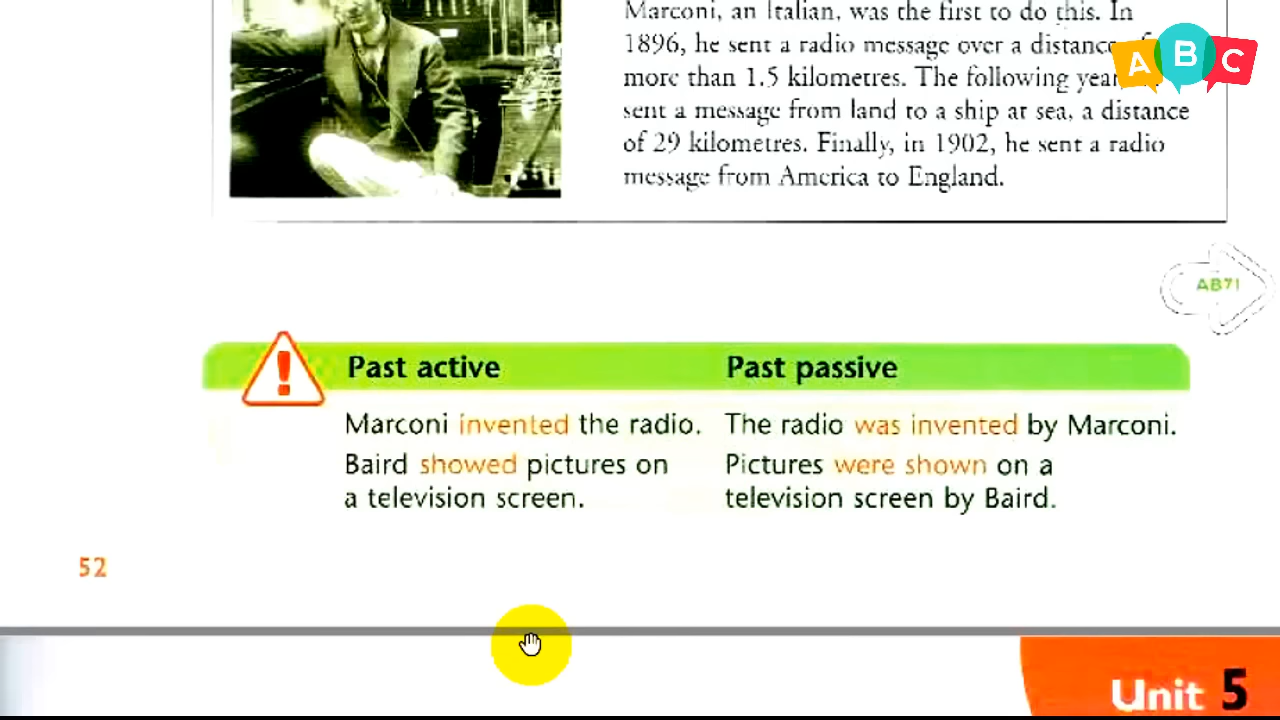 Marconi, an Italian, was the first to do this. In
1896, he sent a radio message over a distance
more than 1.5 kilometres. The following year
sent a message from land to a ship at sea, a distance
of 29 kilometres. Finally, in 1902, he sent a radio
message from America to England.
A B C
AB71
! Past active Past passive
Marconi invented the radio. The radio was invented by Marconi.
Baird showed pictures on Pictures were shown on a
a television screen. television screen by Baird.
52
Unit 5